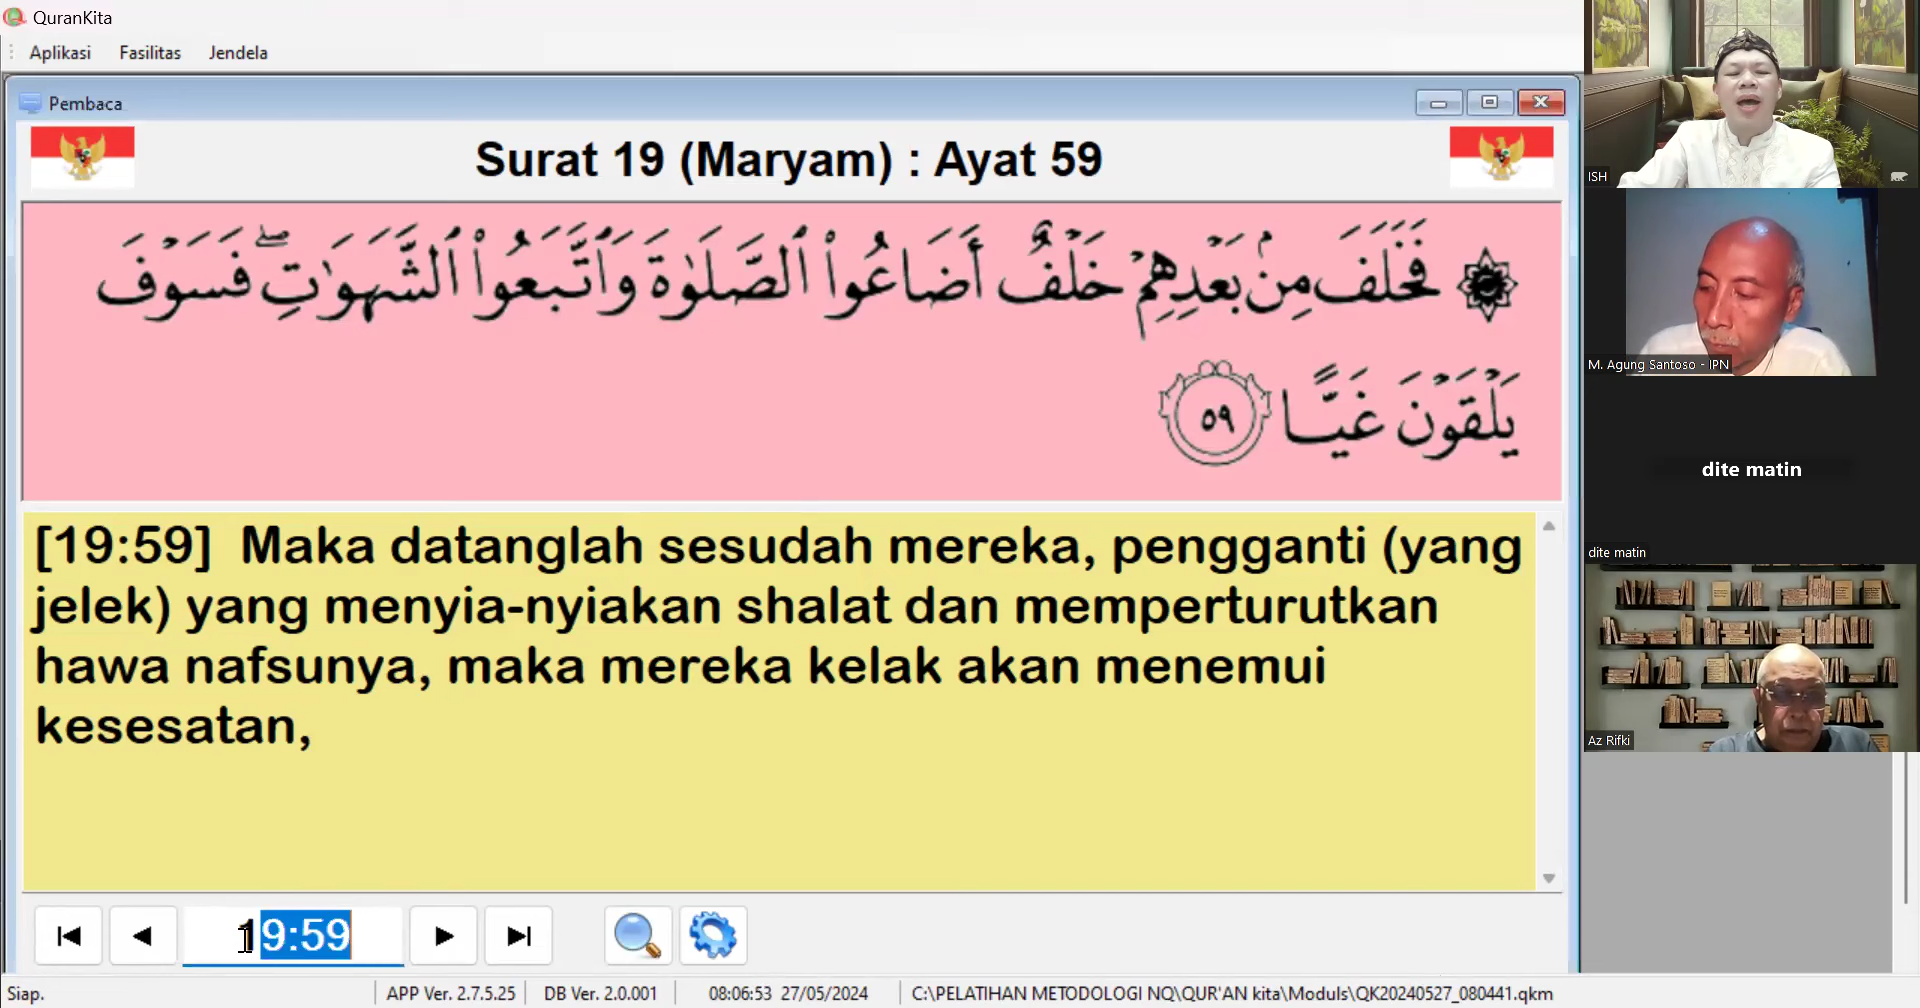 QuranKita
Aplikasi Fasilitas Jendela
Pembaca
Surat 19 (Maryam) : Ayat 59
۞ فَخَلَفَ مِنۢ بَعْدِهِمْ خَلْفٌ أَضَاعُوا۟ ٱلصَّلَوٰةَ وَٱتَّبَعُوا۟ ٱلشَّهَوَٰتِ ۖ فَسَوْفَ
يَلْقَوْنَ غَيًّا ٥٩
[19:59] Maka datanglah sesudah mereka, pengganti (yang
jelek) yang menyia-nyiakan shalat dan memperturutkan
hawa nafsunya, maka mereka kelak akan menemui
kesesatan,
19:59
Siap.
APP Ver. 2.7.5.25
DB Ver. 2.0.001
08:06:53 27/05/2024
C:\PELATIHAN METODOLOGI NQ\QUR'AN kita\Moduls\QK20240527_080441.qkm
ISH
M. Agung Santoso - IPN
dite matin
dite matin
Az Rifki